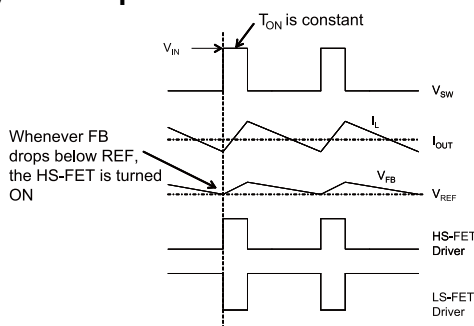 T_ON is constant
V_IN
V_SW
I_L
I_OUT
Whenever FB
drops below REF,
the HS-FET is turned
ON
V_FB
V_REF
HS-FET
Driver
LS-FET
Driver